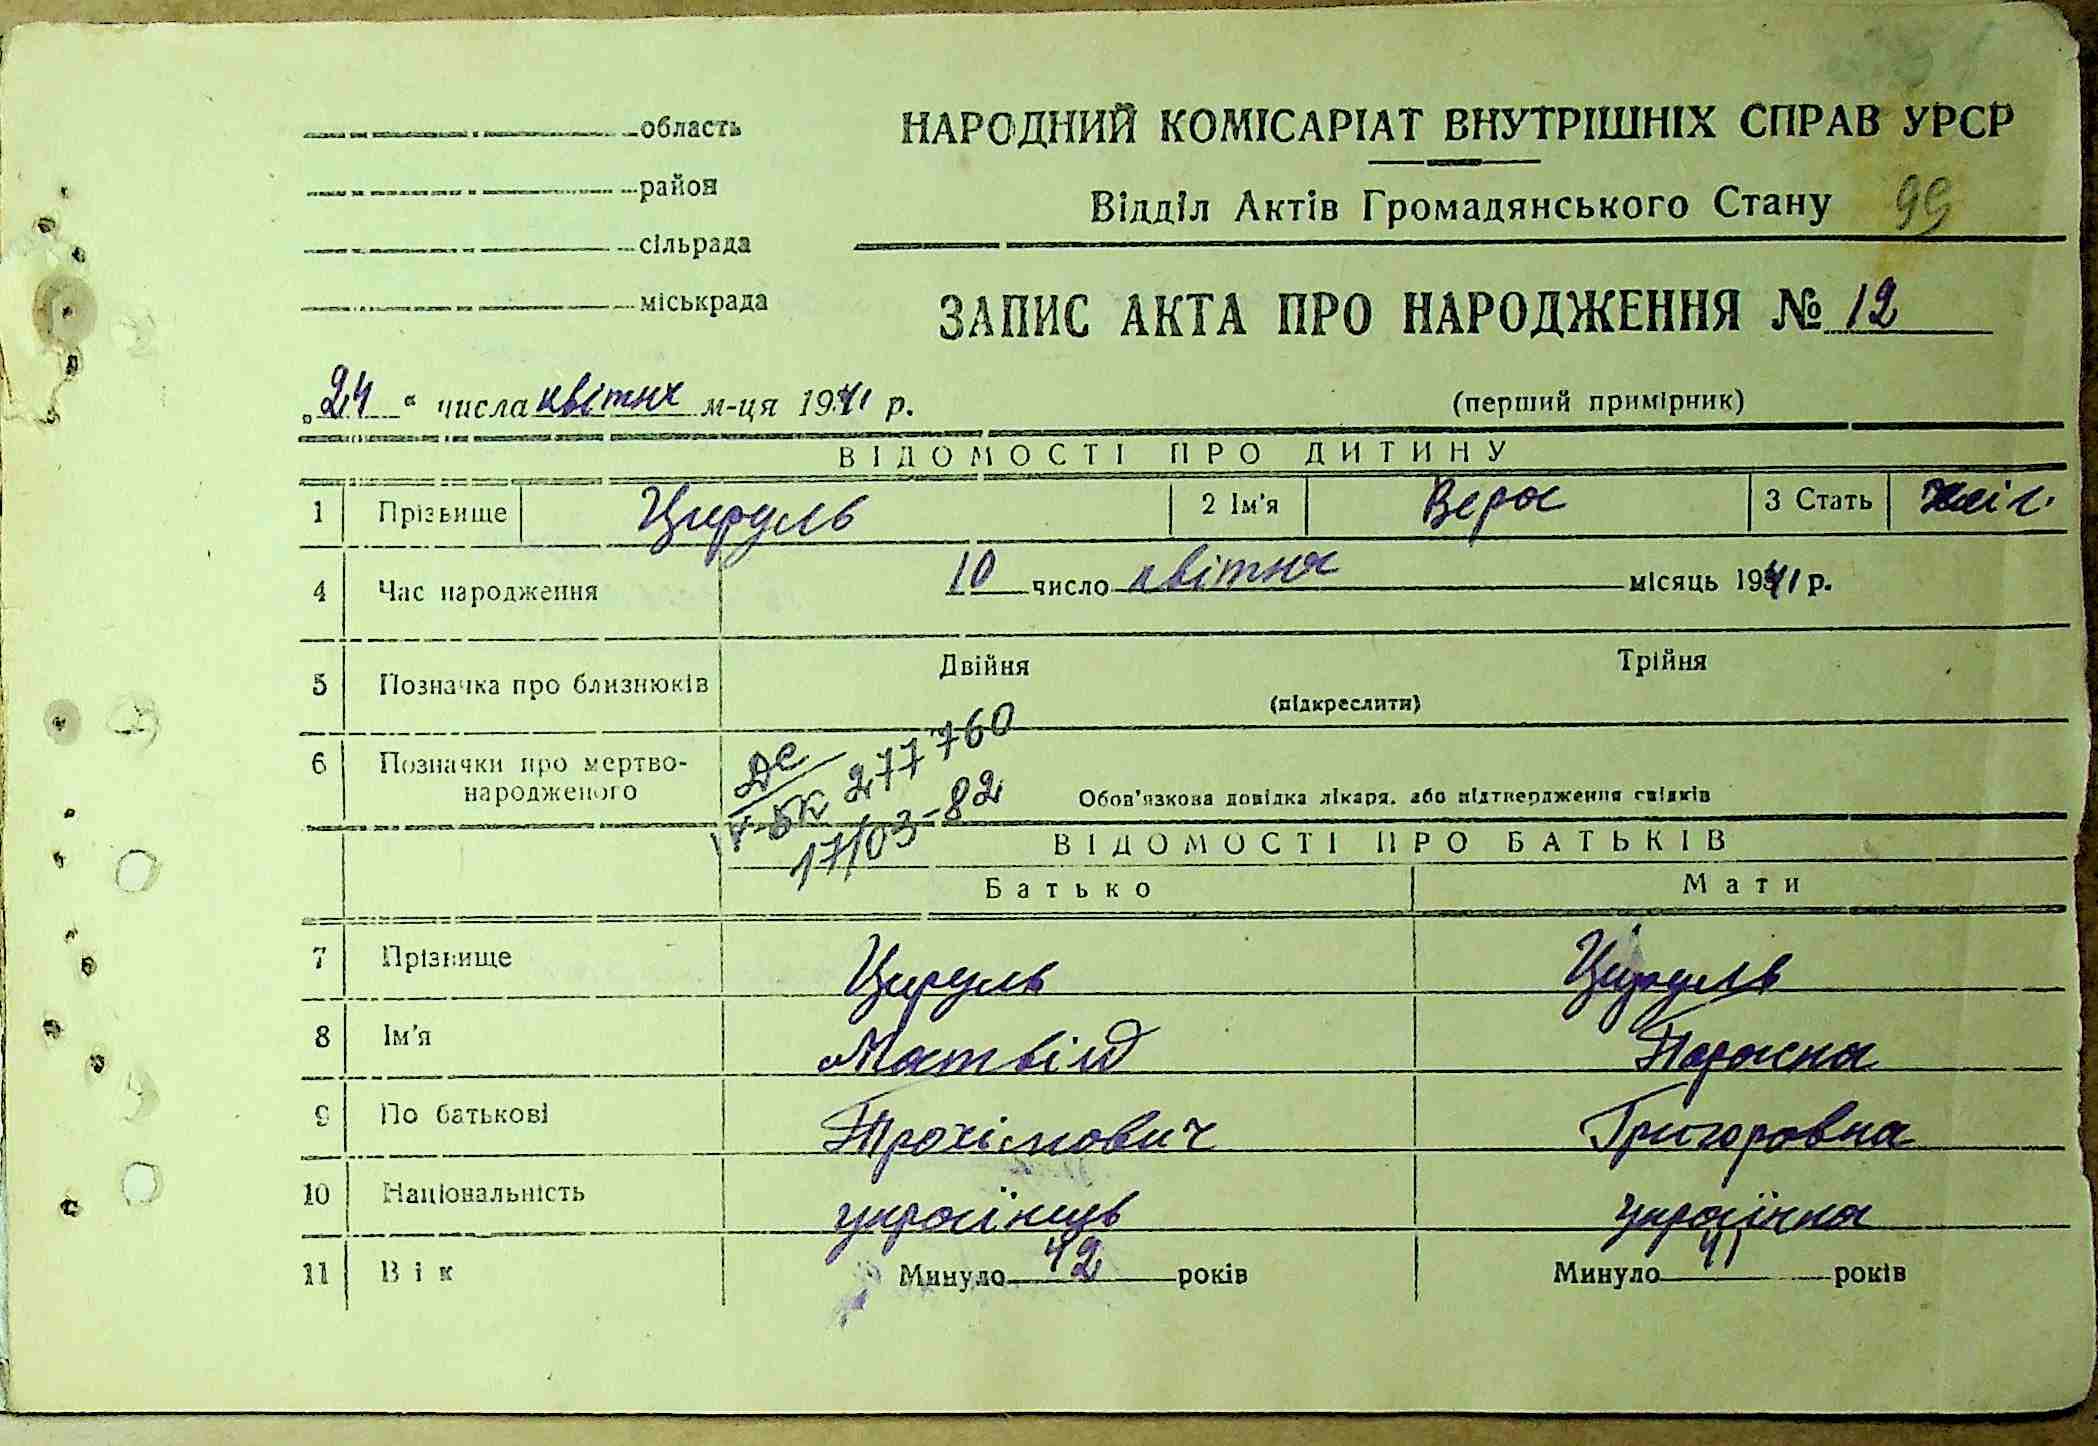 область
НАРОДНИЙ КОМІСАРІАТ ВНУТРІШНІХ СПРАВ УРСР
район
Відділ Актів Громадянського Стану 99
сільрада
міськрада
ЗАПИС АКТА ПРО НАРОДЖЕННЯ № 12
„24“ числа квітня м-ця 1941 р.
(перший примірник)
ВІДОМОСТІ ПРО ДИТИНУ
1 Прізвище Цируль 2 Ім'я Вера 3 Стать жін.
4 Час народження 10 число квітня місяць 1941 р.
5 Позначка про близнюків Двійня Трійня
(підкреслити)
6 Позначки про мертво-
народженого
ДС
V-БК 277760
17/03-82
Обов'язкова довідка лікаря, або підтвердження свідків
ВІДОМОСТІ ПРО БАТЬКІВ
Батько Мати
7 Прізвище Цируль Цируль
8 Ім'я Матвій Параска
9 По батькові Трохімович Григоровна
10 Національність українець українка
11 Вік Минуло 42 років Минуло 41 років